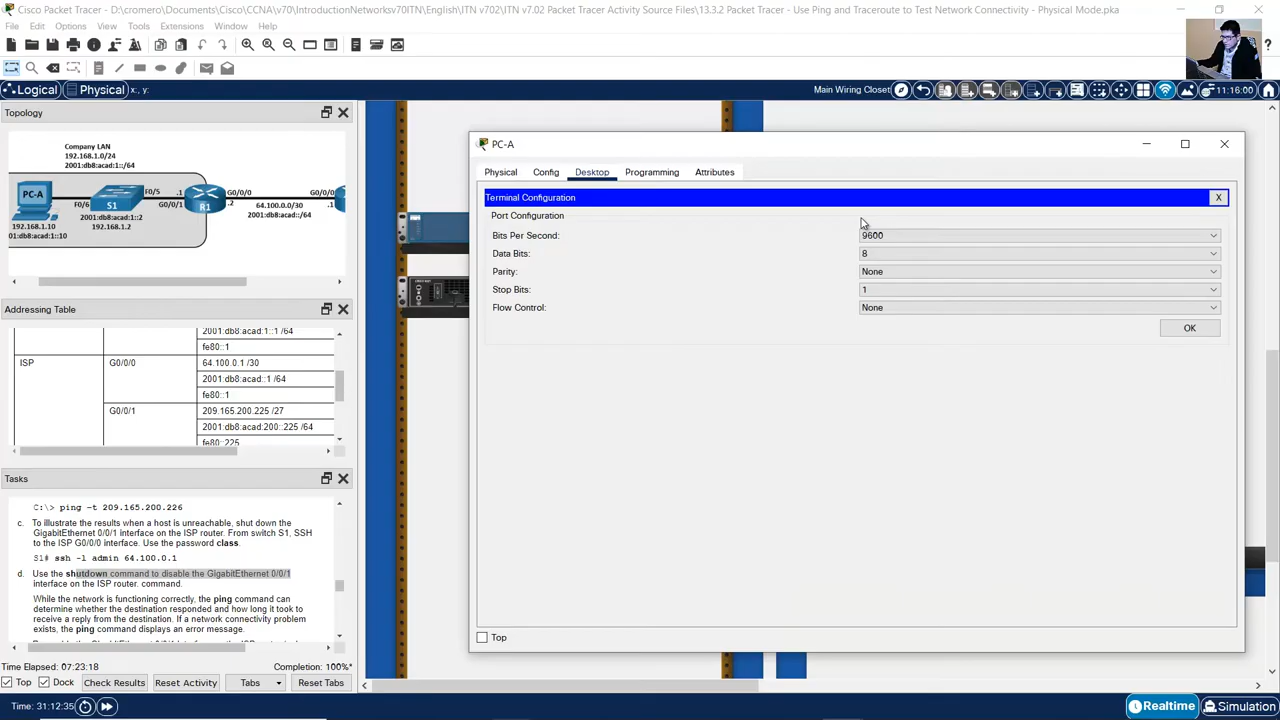 Cisco Packet Tracer - D:\cromero\Documents\Cisco\CCNA\v70\IntroductionNetworksv70ITN\English\ITN v702\ITN v7.02 Packet Tracer Activity Source Files\13.3.2 Packet Tracer - Use Ping and Traceroute to Test Network Connectivity - Physical Mode.pka
File Edit Options View Tools Extensions Window Help
Logical Physical x:, y: Main Wiring Closet 11:16:00
Topology
Company LAN
192.168.1.0/24
2001:db8:acad:1::/64
PC-A
S1
R1
F0/5
F0/6
G0/0/1
.1
G0/0/0
.2
G0/0/0
64.100.0.0/30
2001:db8:acad::/64
2001:db8:acad:1::2
192.168.1.2
192.168.1.10
:acad:1::10
Addressing Table
2001:db8:acad:1::1 /64
fe80::1
ISP G0/0/0 64.100.0.1 /30
2001:db8:acad::1 /64
fe80::1
G0/0/1 209.165.200.225 /27
2001:db8:acad:200::225 /64
fe80::225
Tasks
C:\> ping -t 209.165.200.226
c. To illustrate the results when a host is unreachable, shut down the
GigabitEthernet 0/0/1 interface on the ISP router. From switch S1, SSH
to the ISP G0/0/0 interface. Use the password class.
S1# ssh -l admin 64.100.0.1
d. Use the shutdown command to disable the GigabitEthernet 0/0/1
interface on the ISP router. command.
While the network is functioning correctly, the ping command can
determine whether the destination responded and how long it took to
receive a reply from the destination. If a network connectivity problem
exists, the ping command displays an error message.
Time Elapsed: 07:23:18 Completion: 100%*
Top Dock Check Results Reset Activity Tabs Reset Tabs
Time: 31:12:35
Realtime Simulation
PC-A
Physical Config Desktop Programming Attributes
Terminal Configuration X
Port Configuration
Bits Per Second: 9600
Data Bits: 8
Parity: None
Stop Bits: 1
Flow Control: None
OK
Top